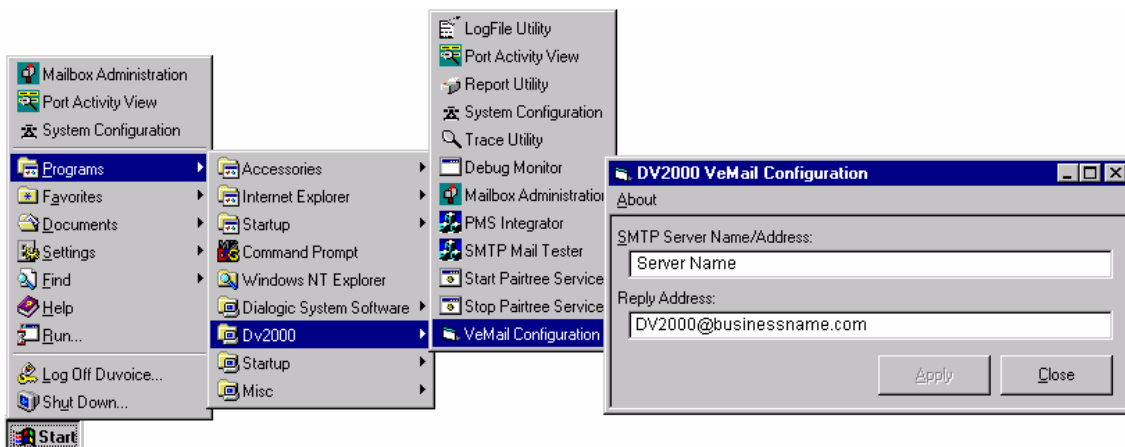 Mailbox Administration
Port Activity View
System Configuration
Programs
Favorites
Documents
Settings
Find
Help
Run...
Log Off Duvoice...
Shut Down...
Start
Accessories
Internet Explorer
Startup
Command Prompt
Windows NT Explorer
Dialogic System Software
Dv2000
Startup
Misc
LogFile Utility
Port Activity View
Report Utility
System Configuration
Trace Utility
Debug Monitor
Mailbox Administration
PMS Integrator
SMTP Mail Tester
Start Pairtree Service
Stop Pairtree Service
VeMail Configuration
DV2000 VeMail Configuration
About
SMTP Server Name/Address:
Server Name
Reply Address:
DV2000@businessname.com
Apply
Close